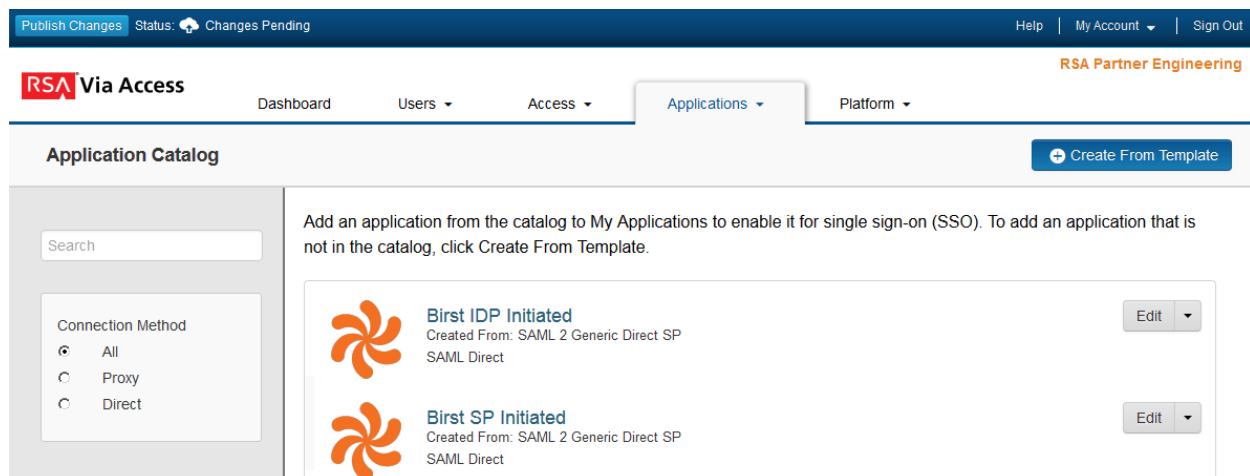 Publish Changes Status: Changes Pending Help My Account Sign Out
RSA Partner Engineering
RSA Via Access
Dashboard Users Access Applications Platform
Application Catalog Create From Template
Add an application from the catalog to My Applications to enable it for single sign-on (SSO). To add an application that is
not in the catalog, click Create From Template.
Search
Connection Method
All
Proxy
Direct
Birst IDP Initiated Edit
Created From: SAML 2 Generic Direct SP
SAML Direct
Birst SP Initiated Edit
Created From: SAML 2 Generic Direct SP
SAML Direct